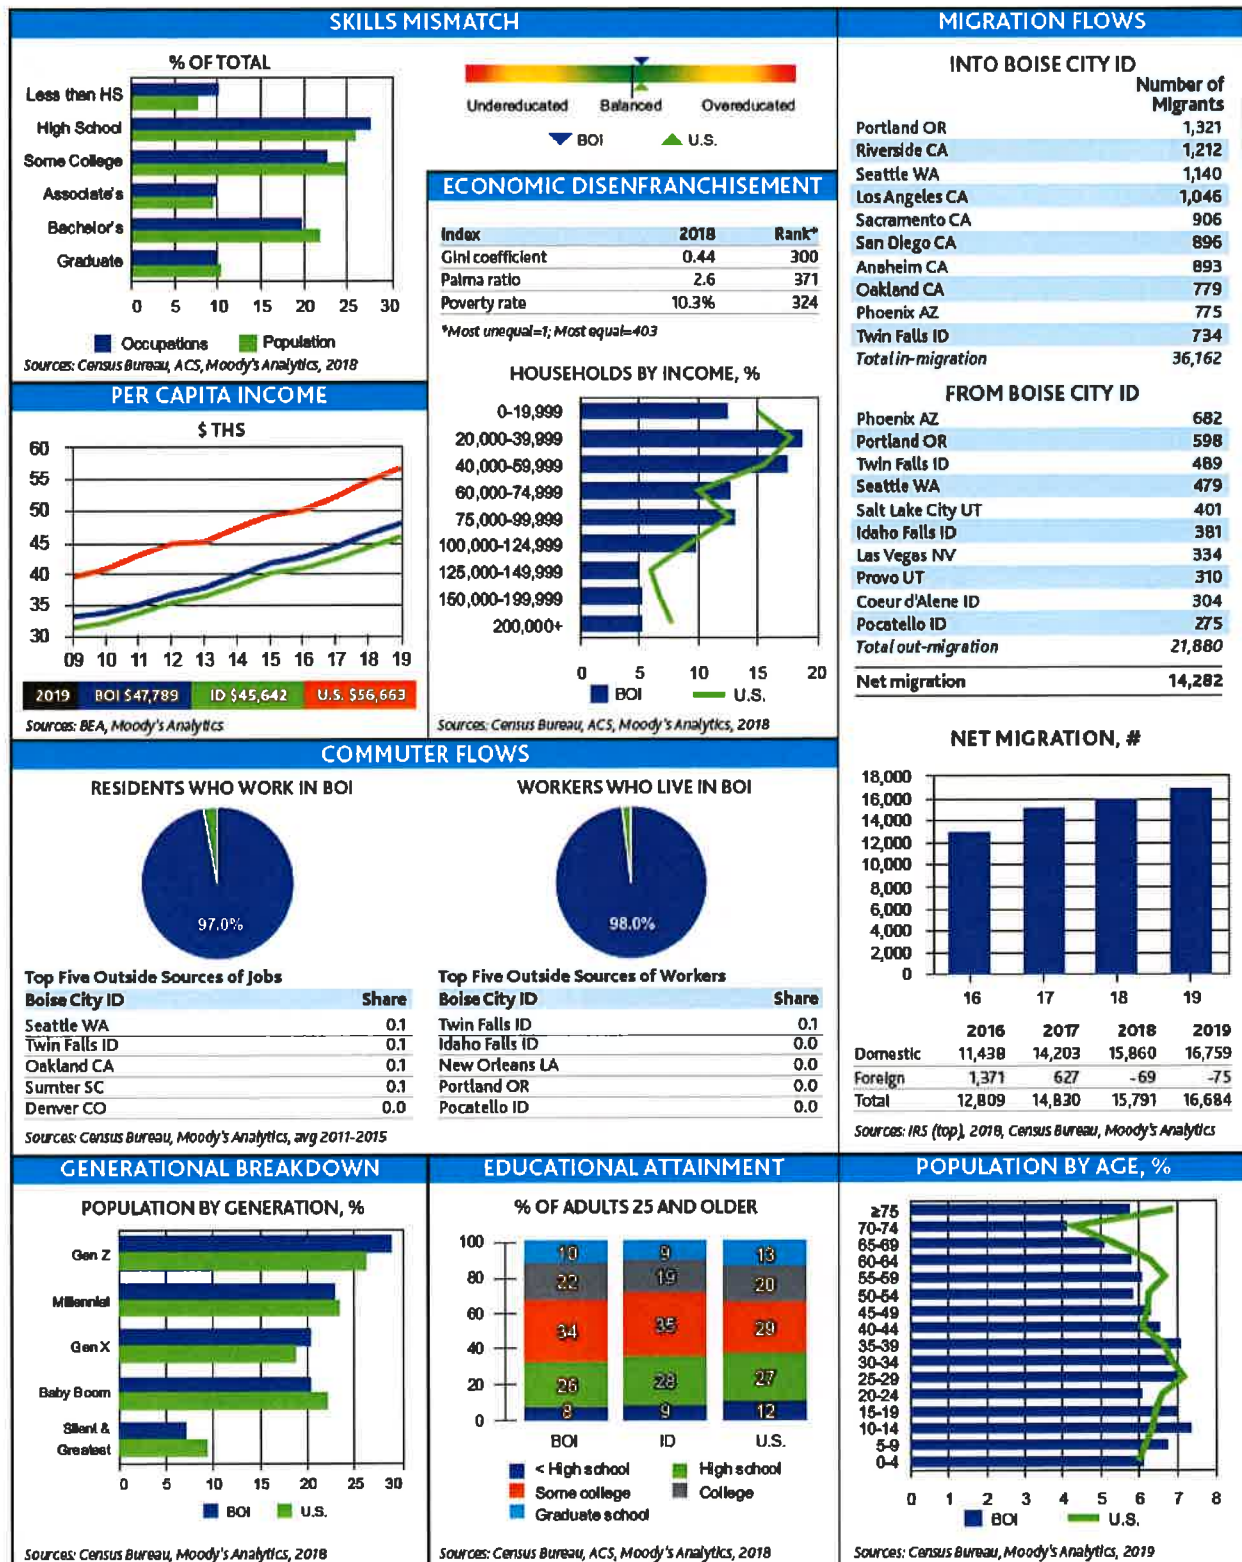 SKILLS MISMATCH
% OF TOTAL
Less than HS
High School
Some College
Associate's
Bachelor's
Graduate
0 5 10 15 20 25 30
Occupations Population
Sources: Census Bureau, ACS, Moody's Analytics, 2018
Undereducated Balanced Overeducated
BOI U.S.
ECONOMIC DISENFRANCHISEMENT
Index 2018 Rank*
Gini coefficient 0.44 300
Palma ratio 2.6 371
Poverty rate 10.3% 324
*Most unequal=1; Most equal=403
HOUSEHOLDS BY INCOME, %
0-19,999
20,000-39,999
40,000-59,999
60,000-74,999
75,000-99,999
100,000-124,999
125,000-149,999
150,000-199,999
200,000+
0 5 10 15 20
BOI U.S.
Sources: Census Bureau, ACS, Moody's Analytics, 2018
PER CAPITA INCOME
$ THS
60
55
50
45
40
35
30
09 10 11 12 13 14 15 16 17 18 19
2019 BOI $47,789 ID $45,642 U.S. $56,663
Sources: BEA, Moody's Analytics
MIGRATION FLOWS
INTO BOISE CITY ID
Number of
Migrants
Portland OR 1,321
Riverside CA 1,212
Seattle WA 1,140
Los Angeles CA 1,046
Sacramento CA 906
San Diego CA 896
Anaheim CA 893
Oakland CA 779
Phoenix AZ 775
Twin Falls ID 734
Total in-migration 36,162
FROM BOISE CITY ID
Phoenix AZ 682
Portland OR 598
Twin Falls ID 489
Seattle WA 479
Salt Lake City UT 401
Idaho Falls ID 381
Las Vegas NV 334
Provo UT 310
Coeur d'Alene ID 304
Pocatello ID 275
Total out-migration 21,880
Net migration 14,282
NET MIGRATION, #
18,000
16,000
14,000
12,000
10,000
8,000
6,000
4,000
2,000
0
16 17 18 19
2016 2017 2018 2019
Domestic 11,438 14,203 15,860 16,759
Foreign 1,371 627 -69 -75
Total 12,809 14,830 15,791 16,684
Sources: IRS (top), 2018, Census Bureau, Moody's Analytics
COMMUTER FLOWS
RESIDENTS WHO WORK IN BOI
97.0%
Top Five Outside Sources of Jobs
Boise City ID Share
Seattle WA 0.1
Twin Falls ID 0.1
Oakland CA 0.1
Sumter SC 0.1
Denver CO 0.0
Sources: Census Bureau, Moody's Analytics, avg 2011-2015
WORKERS WHO LIVE IN BOI
98.0%
Top Five Outside Sources of Workers
Boise City ID Share
Twin Falls ID 0.1
Idaho Falls ID 0.0
New Orleans LA 0.0
Portland OR 0.0
Pocatello ID 0.0
GENERATIONAL BREAKDOWN
POPULATION BY GENERATION, %
Gen Z
Millennial
Gen X
Baby Boom
Silent &
Greatest
0 5 10 15 20 25 30
BOI U.S.
Sources: Census Bureau, Moody's Analytics, 2018
EDUCATIONAL ATTAINMENT
% OF ADULTS 25 AND OLDER
100
80
60
40
20
0
10 9 13
22 19 20
34 35 29
26 28 27
8 9 12
BOI ID U.S.
< High school High school
Some college College
Graduate school
Sources: Census Bureau, ACS, Moody's Analytics, 2018
POPULATION BY AGE, %
≥75
70-74
65-69
60-64
55-59
50-54
45-49
40-44
35-39
30-34
25-29
20-24
15-19
10-14
5-9
0-4
0 1 2 3 4 5 6 7 8
BOI U.S.
Sources: Census Bureau, Moody's Analytics, 2019